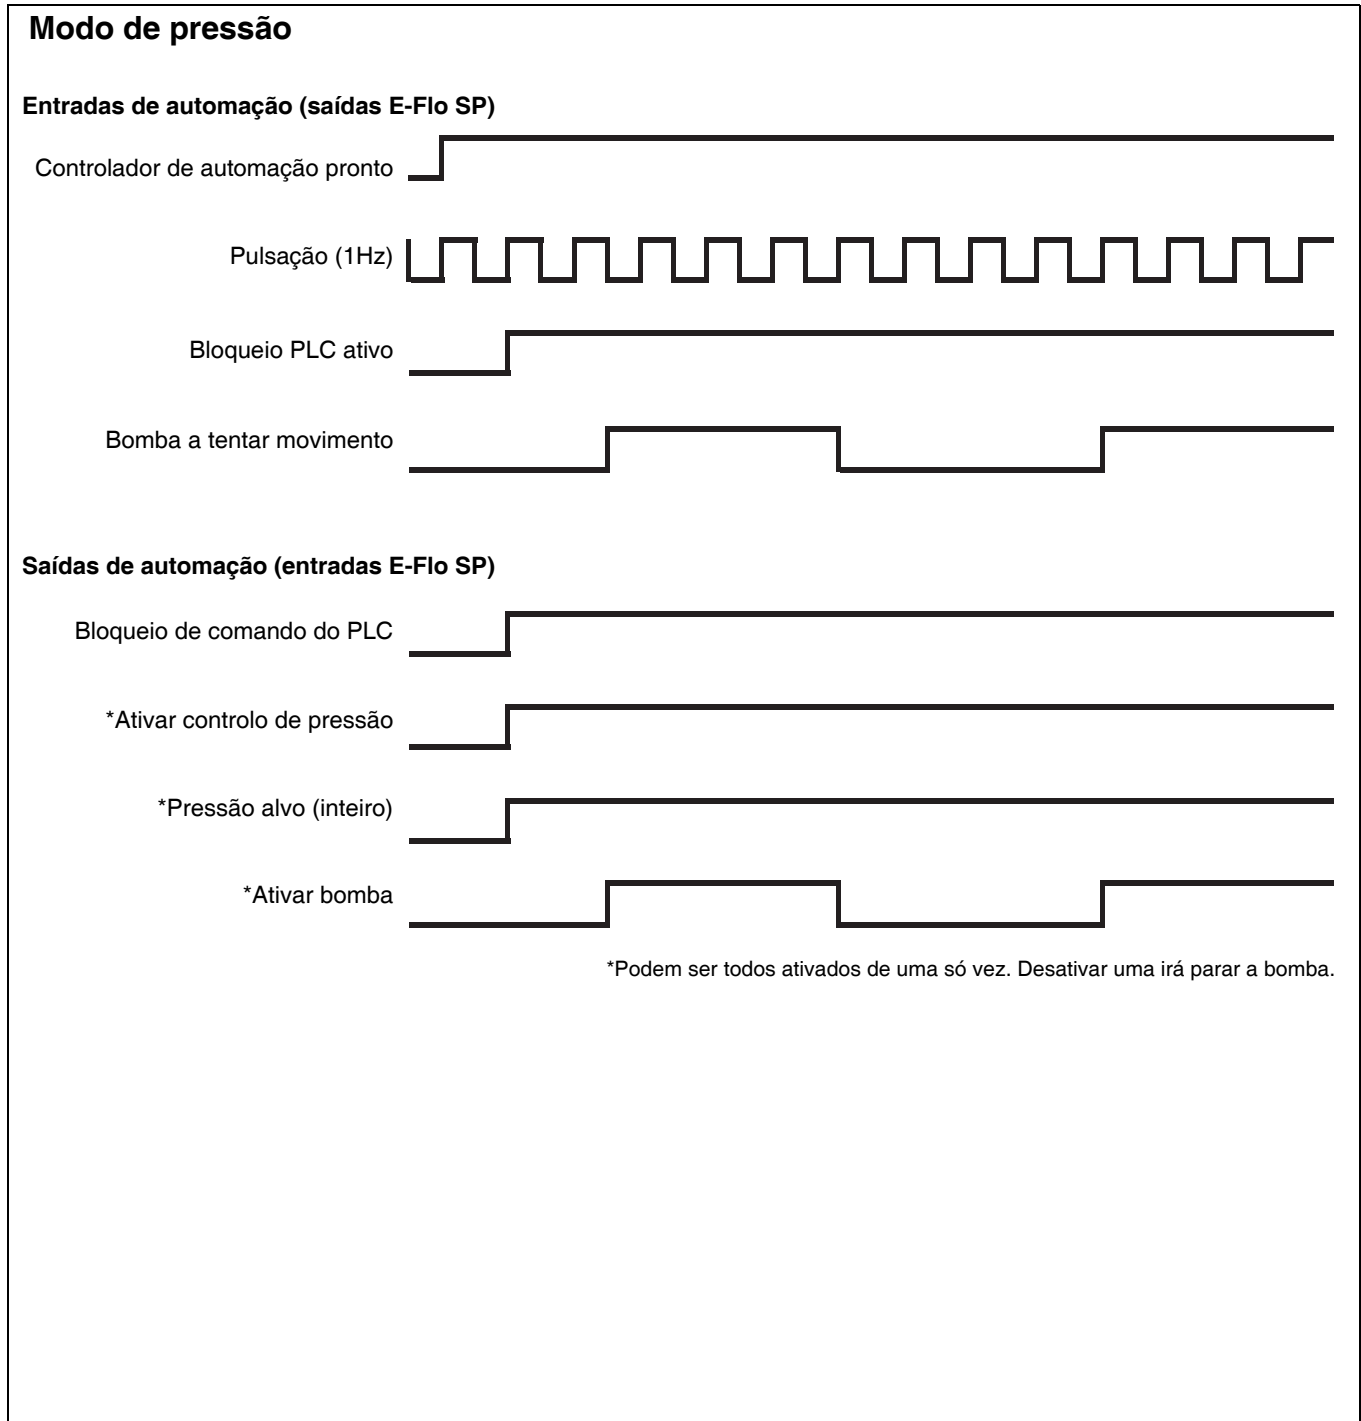 Modo de pressão
Entradas de automação (saídas E-Flo SP)
Controlador de automação pronto
Pulsação (1Hz)
Bloqueio PLC ativo
Bomba a tentar movimento
Saídas de automação (entradas E-Flo SP)
Bloqueio de comando do PLC
*Ativar controlo de pressão
*Pressão alvo (inteiro)
*Ativar bomba
*Podem ser todos ativados de uma só vez. Desativar uma irá parar a bomba.